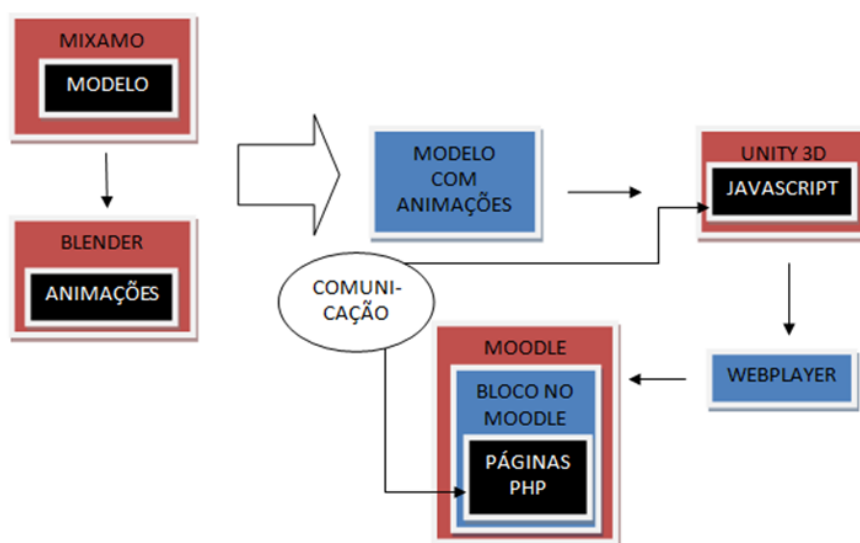 MIXAMO
MODELO
BLENDER
ANIMAÇÕES
MODELO
COM
ANIMAÇÕES
UNITY 3D
JAVASCRIPT
COMUNI-
CAÇÃO
WEBPLAYER
MOODLE
BLOCO NO
MOODLE
PÁGINAS
PHP